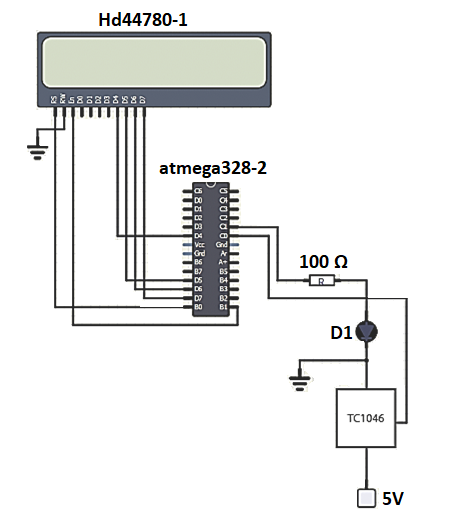 Hd44780-1
RS RW En D0 D1 D2 D3 D4 D5 D6 D7
atmega328-2
C6 C5
D0 C4
D1 C3
D2 C2
D3 C1
D4 C0
Vcc Gnd
Gnd Ar
B6 A+
B7 B5
D5 B4
D6 B3
D7 B2
B0 B1
100 Ω
R
D1
TC1046
5V